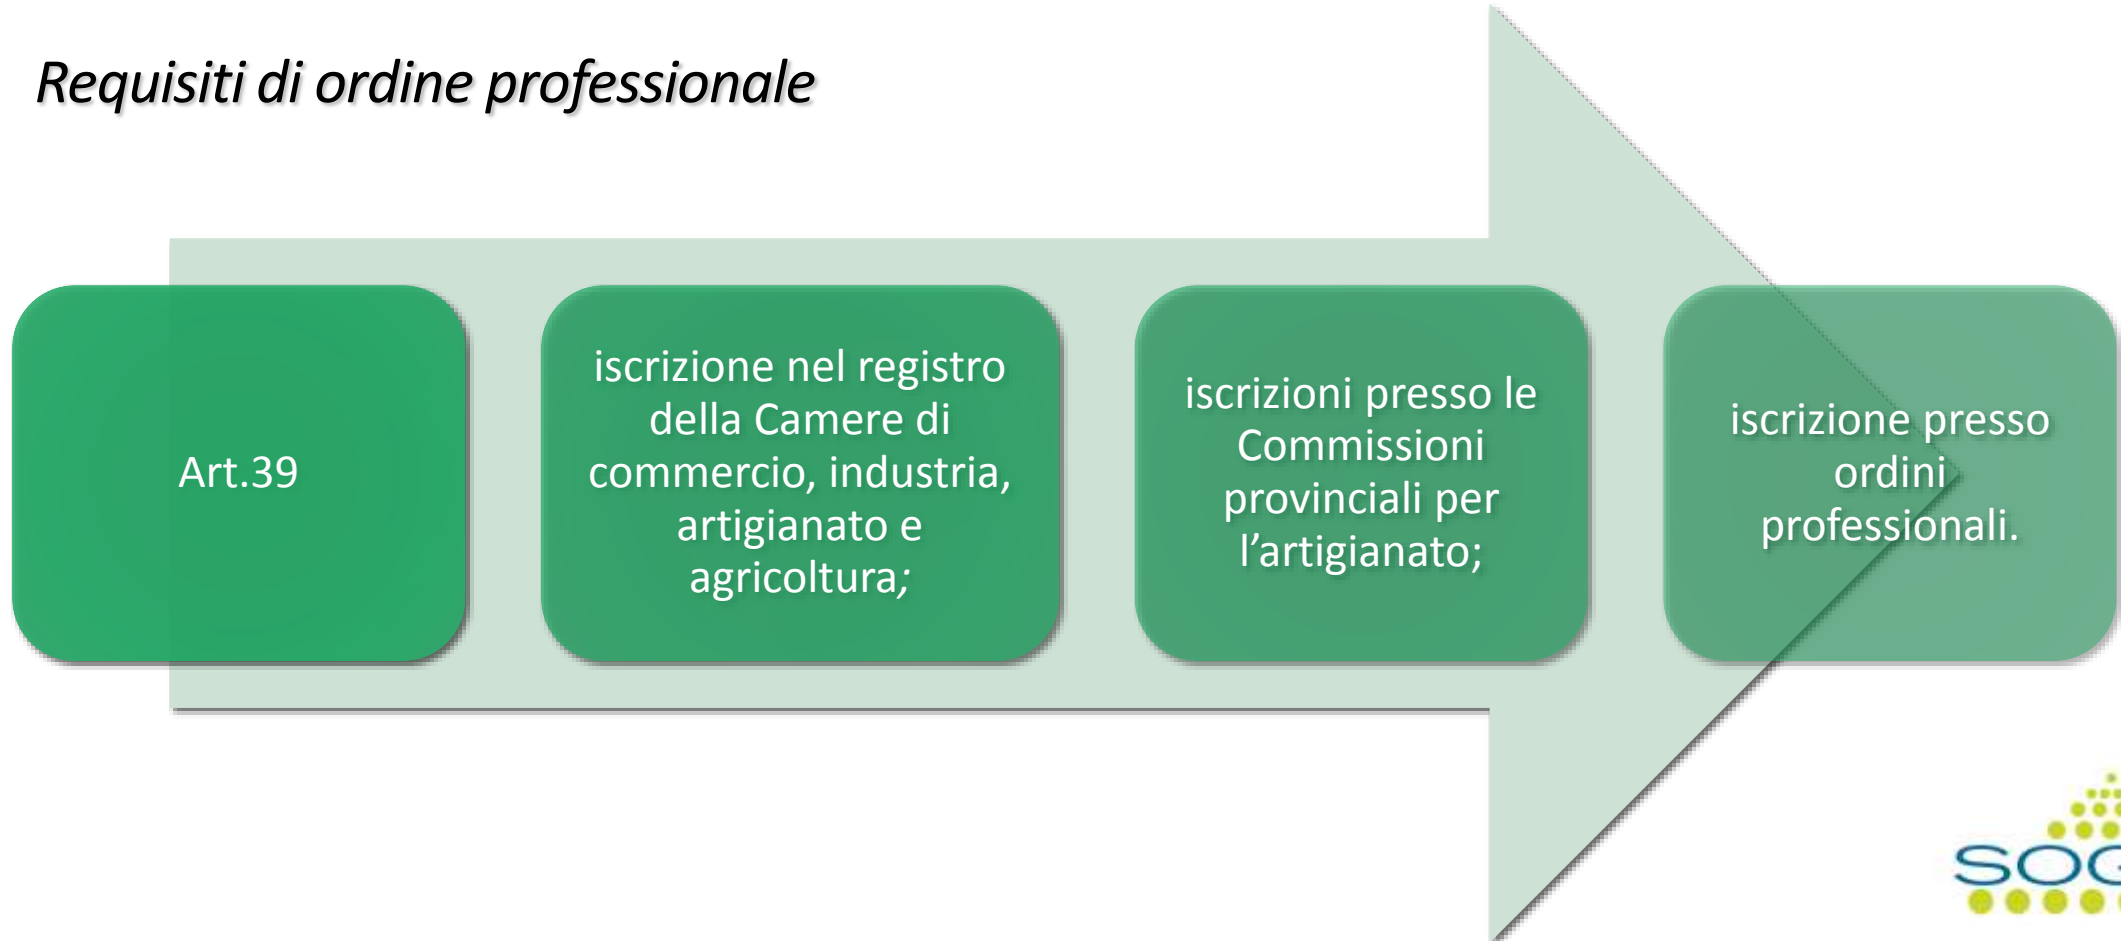 Requisiti di ordine professionale
Art.39
iscrizione nel registro
della Camere di
commercio, industria,
artigianato e
agricoltura;
iscrizioni presso le
Commissioni
provinciali per
l’artigianato;
iscrizione presso
ordini
professionali.